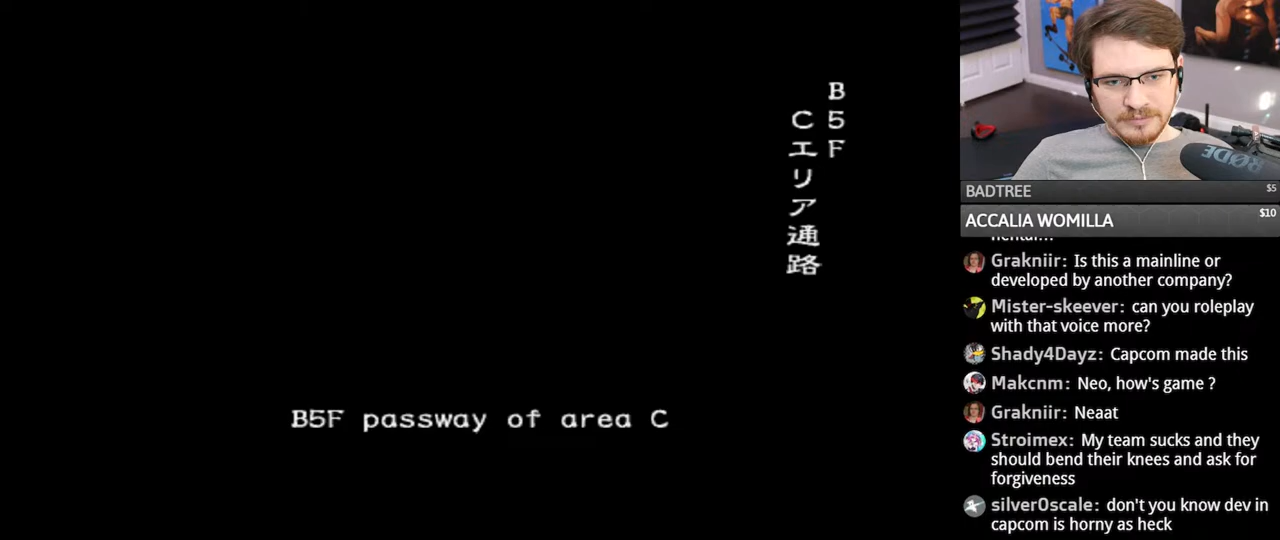 B5F
Cエリア通路
B5F passway of area C
RØDE
BADTREE
$5
ACCALIA WOMILLA
$10
Grakniir: Is this a mainline or
developed by another company?
Mister-skeever: can you roleplay
with that voice more?
Shady4Dayz: Capcom made this
Makcnm: Neo, how's game ?
Grakniir: Neaat
Stroimex: My team sucks and they
should bend their knees and ask for
forgiveness
silver0scale: don't you know dev in
capcom is horny as heck